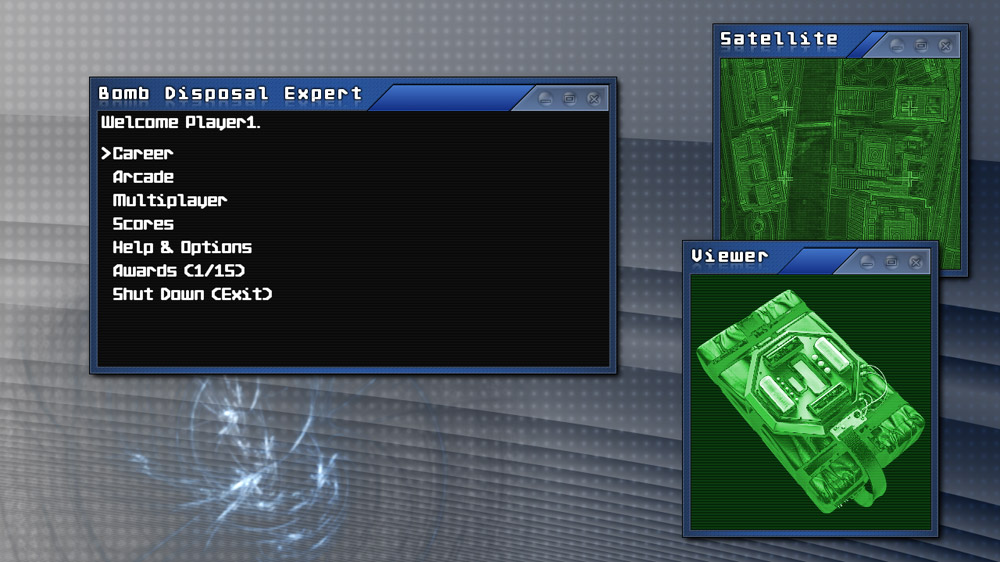 Bomb Disposal Expert
Welcome Player1.
>Career
Arcade
Multiplayer
Scores
Help & Options
Awards (1/15)
Shut Down (Exit)
Satellite
Viewer